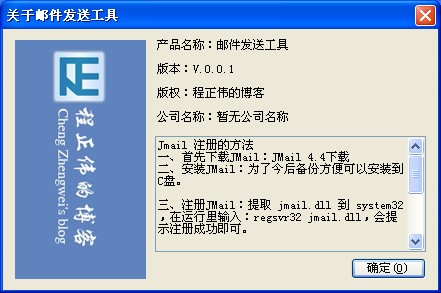 关于邮件发送工具
程正伟的博客
Cheng Zhengwei's blog
产品名称：邮件发送工具
版本：V.0.0.1
版权：程正伟的博客
公司名称：暂无公司名称
Jmail 注册的方法
一、首先下载JMail：JMail 4.4下载
二、安装JMail：为了今后备份方便可以安装到
C盘。
三、注册JMail：提取 jmail.dll 到 system32
，在运行里输入：regsvr32 jmail.dll，会提
示注册成功即可。
确定(O)